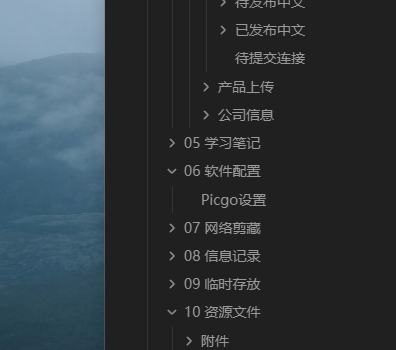 待发布中文
已发布中文
待提交连接
产品上传
公司信息
05 学习笔记
06 软件配置
Picgo设置
07 网络剪藏
08 信息记录
09 临时存放
10 资源文件
附件